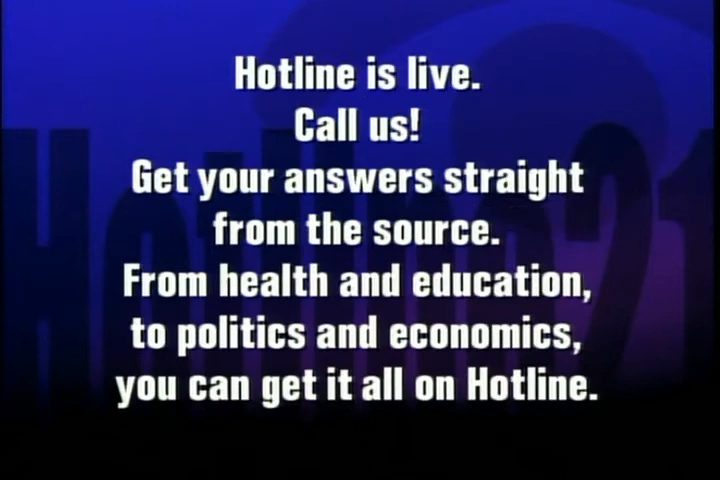 Hotline is live.
Call us!
Get your answers straight
from the source.
From health and education,
to politics and economics,
you can get it all on Hotline.
Hotline21